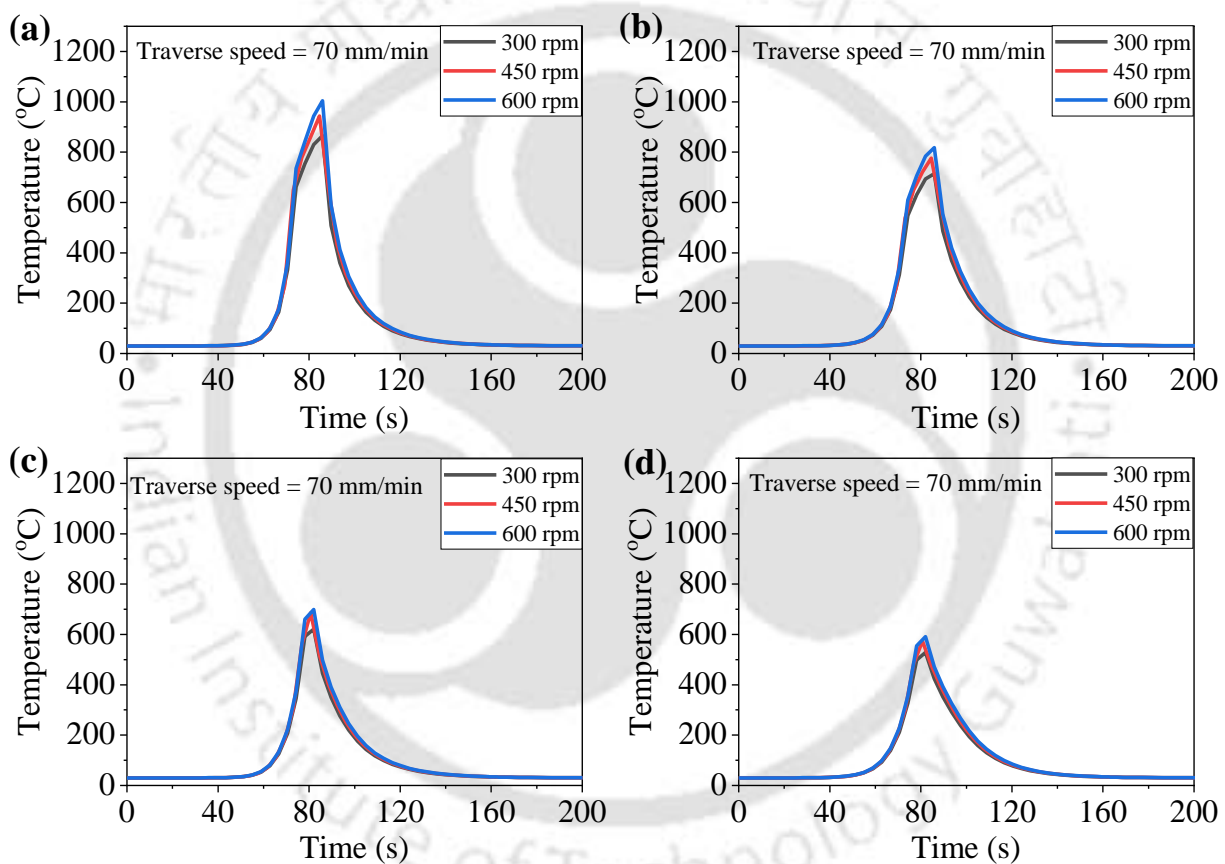 (a)
Traverse speed = 70 mm/min
300 rpm
450 rpm
600 rpm
Temperature (°C)
1200
1000
800
600
400
200
0
0 40 80 120 160 200
Time (s)
(b)
Traverse speed = 70 mm/min
300 rpm
450 rpm
600 rpm
Temperature (°C)
1200
1000
800
600
400
200
0
0 40 80 120 160 200
Time (s)
(c)
Traverse speed = 70 mm/min
300 rpm
450 rpm
600 rpm
Temperature (°C)
1200
1000
800
600
400
200
0
0 40 80 120 160 200
Time (s)
(d)
Traverse speed = 70 mm/min
300 rpm
450 rpm
600 rpm
Temperature (°C)
1200
1000
800
600
400
200
0
0 40 80 120 160 200
Time (s)
Indian Institute of Technology Guwahati